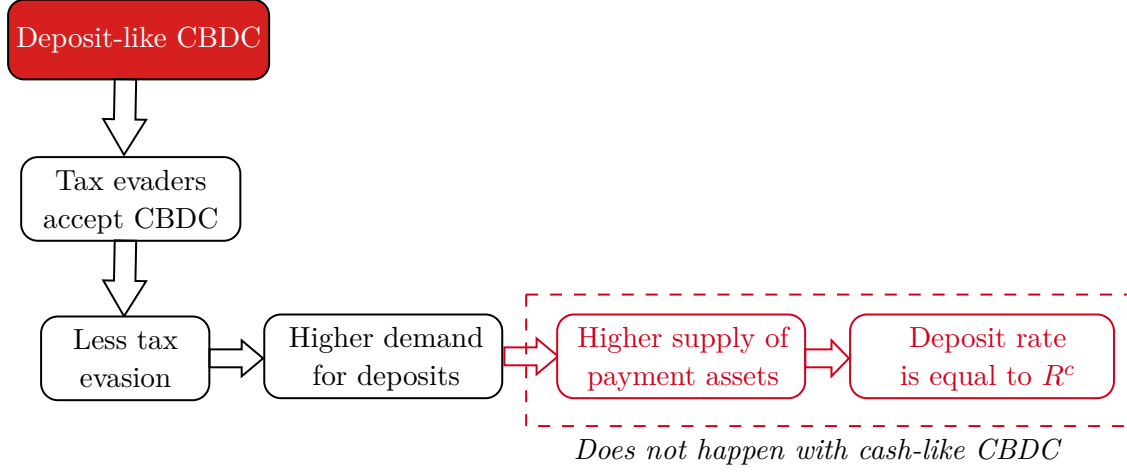 Deposit-like CBDC
Tax evaders
accept CBDC
Less tax
evasion
Higher demand
for deposits
Higher supply of
payment assets
Deposit rate
is equal to R^c
Does not happen with cash-like CBDC